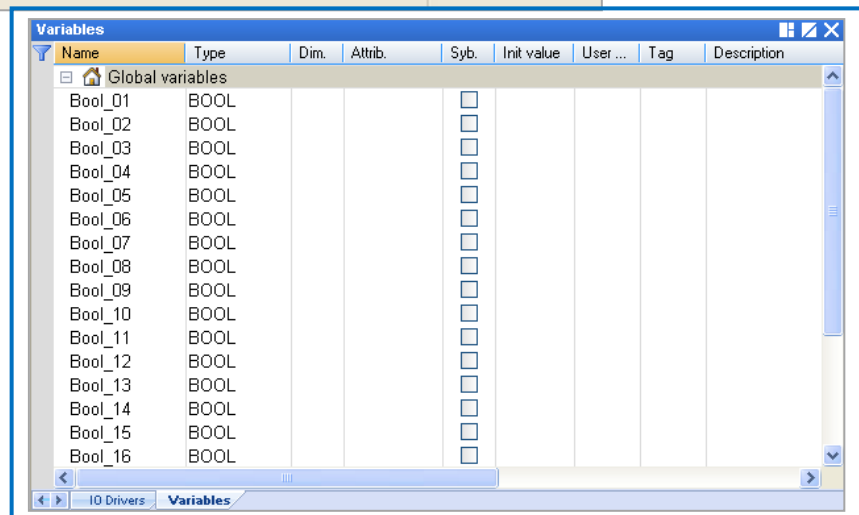 Variables
Name Type Dim. Attrib. Syb. Init value User ... Tag Description
Global variables
Bool_01 BOOL
Bool_02 BOOL
Bool_03 BOOL
Bool_04 BOOL
Bool_05 BOOL
Bool_06 BOOL
Bool_07 BOOL
Bool_08 BOOL
Bool_09 BOOL
Bool_10 BOOL
Bool_11 BOOL
Bool_12 BOOL
Bool_13 BOOL
Bool_14 BOOL
Bool_15 BOOL
Bool_16 BOOL
IO Drivers Variables